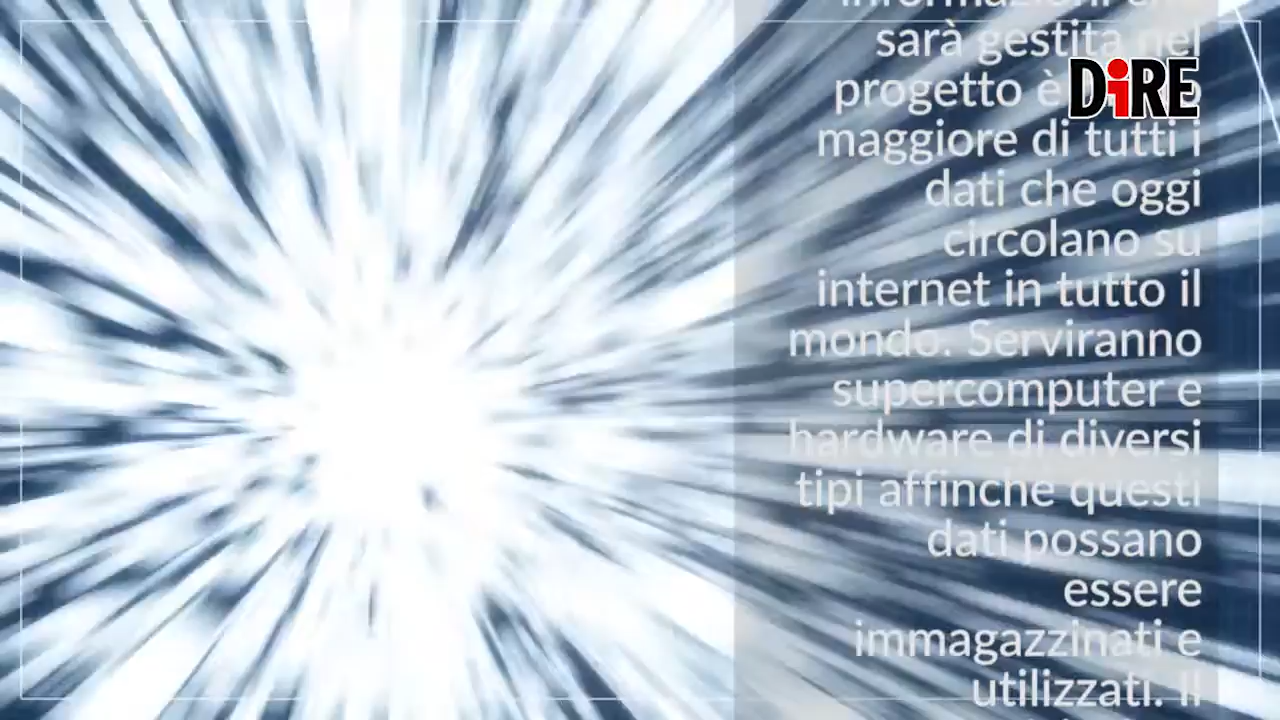 sarà gestita nel
progetto è
DiRE
maggiore di tutti i
dati che oggi
circolano su
internet in tutto il
mondo. Serviranno
supercomputer e
hardware di diversi
tipi affinché questi
dati possano
essere
immagazzinati e
utilizzati. Il